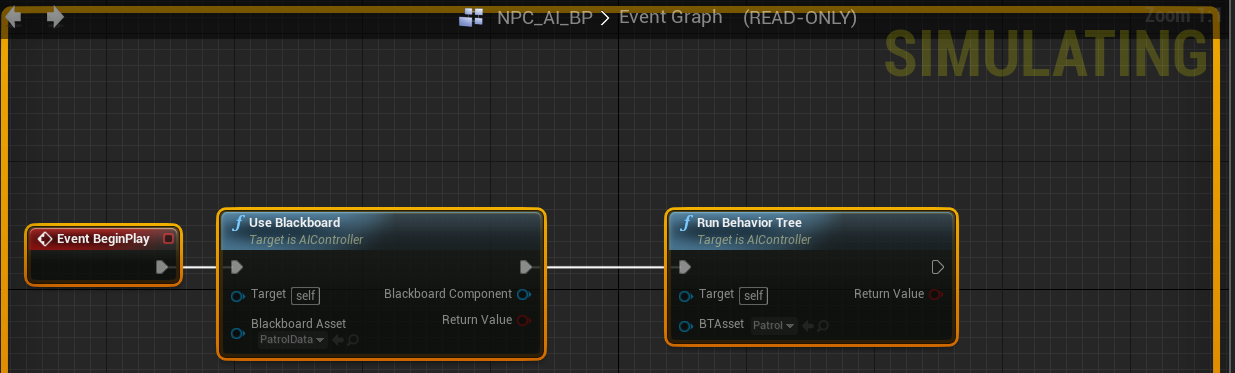 NPC_AI_BP > Event Graph (READ-ONLY)
Zoom 1:1
SIMULATING
Event BeginPlay
f Use Blackboard
Target is AIController
Target self
Blackboard Component
Blackboard Asset
PatrolData
Return Value
f Run Behavior Tree
Target is AIController
Target self
Return Value
BTAsset Patrol